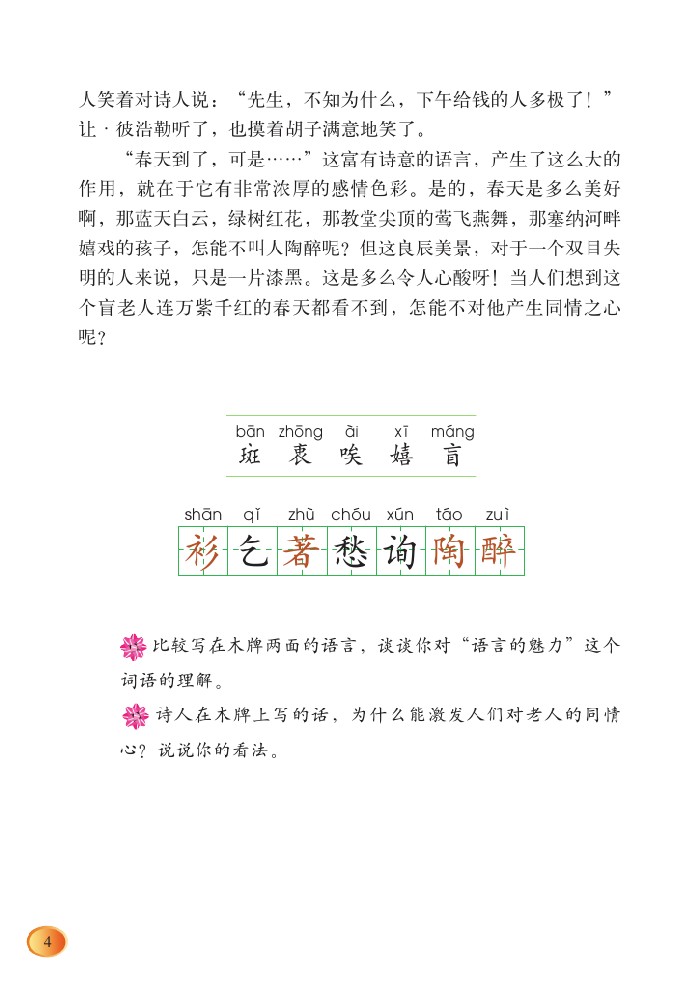 人笑着对诗人说：“先生，不知为什么，下午给钱的人多极了！”
让·彼浩勒听了，也摸着胡子满意地笑了。
“春天到了，可是……”这富有诗意的语言，产生了这么大的
作用，就在于它有非常浓厚的感情色彩。是的，春天是多么美好
啊，那蓝天白云，绿树红花，那教堂尖顶的莺飞燕舞，那塞纳河畔
嬉戏的孩子，怎能不叫人陶醉呢？但这良辰美景，对于一个双目失
明的人来说，只是一片漆黑。这是多么令人心酸呀！当人们想到这
个盲老人连万紫千红的春天都看不到，怎能不对他产生同情之心
呢？
bān zhōng ài xī máng
斑 衷 唉 嬉 盲
shān qǐ zhù chóu xún táo zuì
衫 乞 著 愁 询 陶 醉
比较写在木牌两面的语言，谈谈你对“语言的魅力”这个
词语的理解。
诗人在木牌上写的话，为什么能激发人们对老人的同情
心？说说你的看法。
4